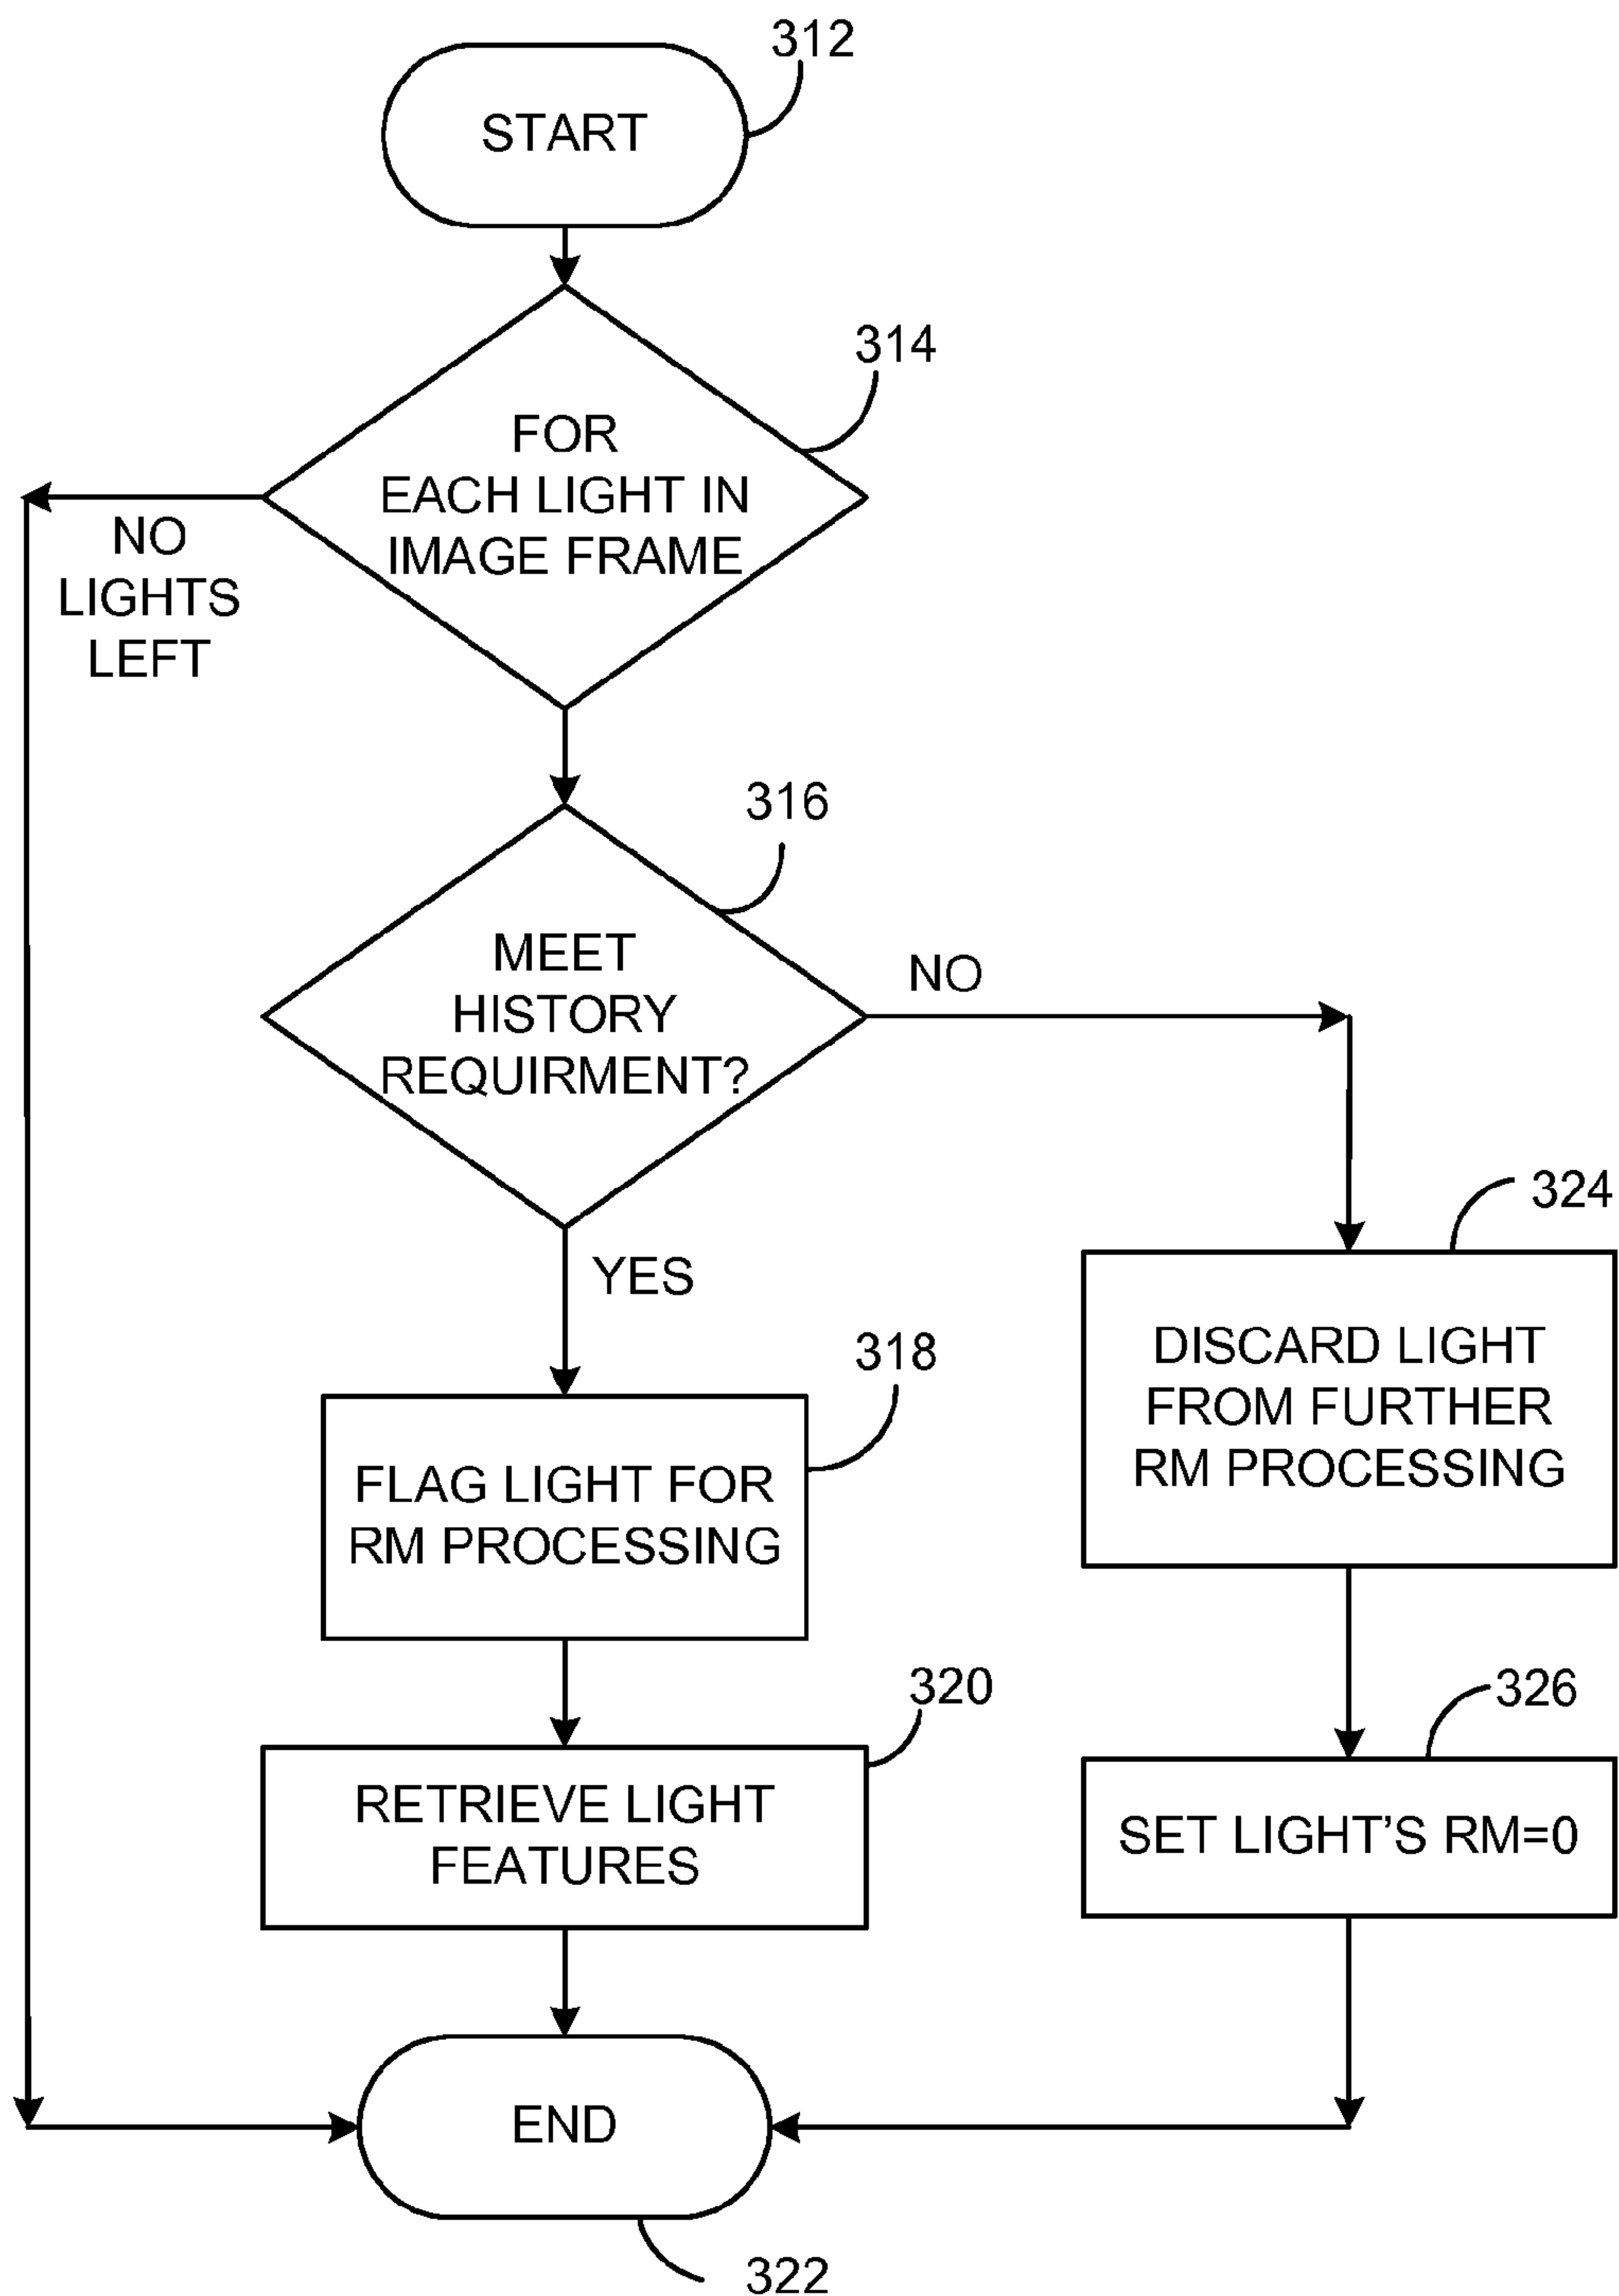 312
START
314
FOR
EACH LIGHT IN
IMAGE FRAME
NO
LIGHTS
LEFT
316
MEET
HISTORY
REQUIRMENT?
NO
YES
324
DISCARD LIGHT
FROM FURTHER
RM PROCESSING
318
FLAG LIGHT FOR
RM PROCESSING
320
RETRIEVE LIGHT
FEATURES
326
SET LIGHT'S RM=0
END
322